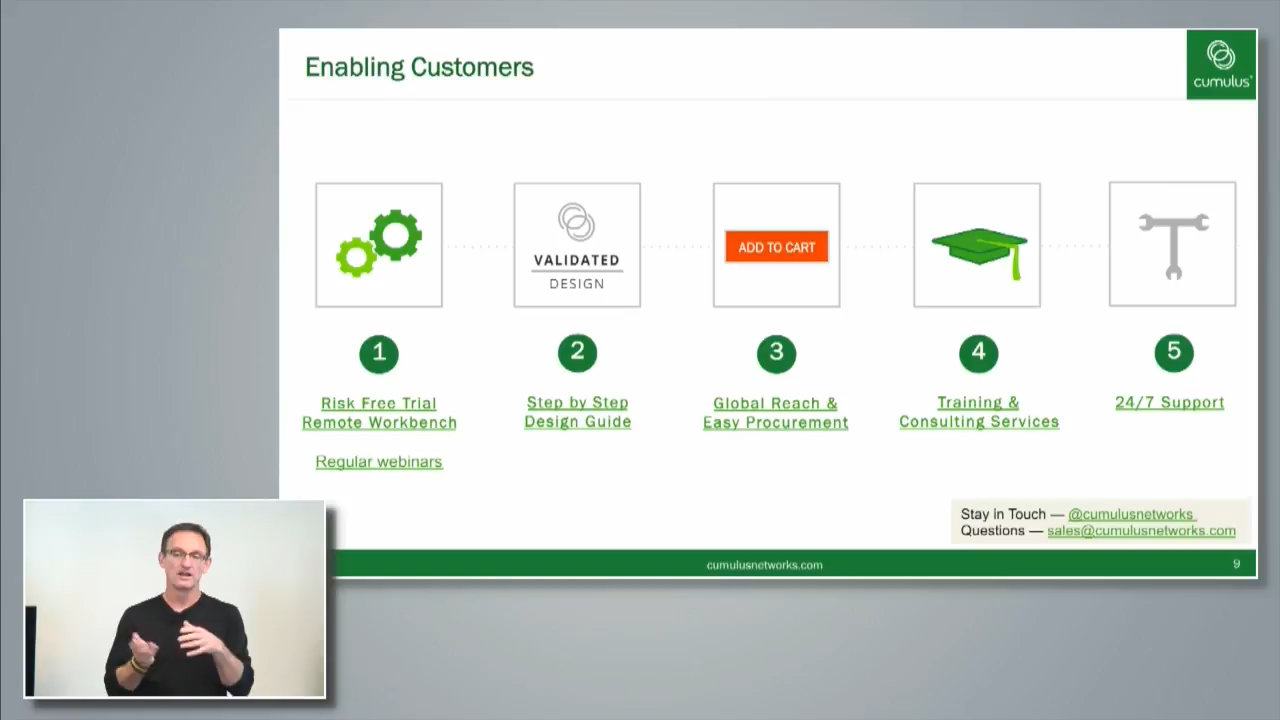 Enabling Customers
cumulus
VALIDATED
DESIGN
ADD TO CART
1
2
3
4
5
Risk Free Trial
Remote Workbench
Step by Step
Design Guide
Global Reach &
Easy Procurement
Training &
Consulting Services
24/7 Support
Regular webinars
Stay in Touch — @cumulusnetworks
Questions — sales@cumulusnetworks.com
cumulusnetworks.com
9